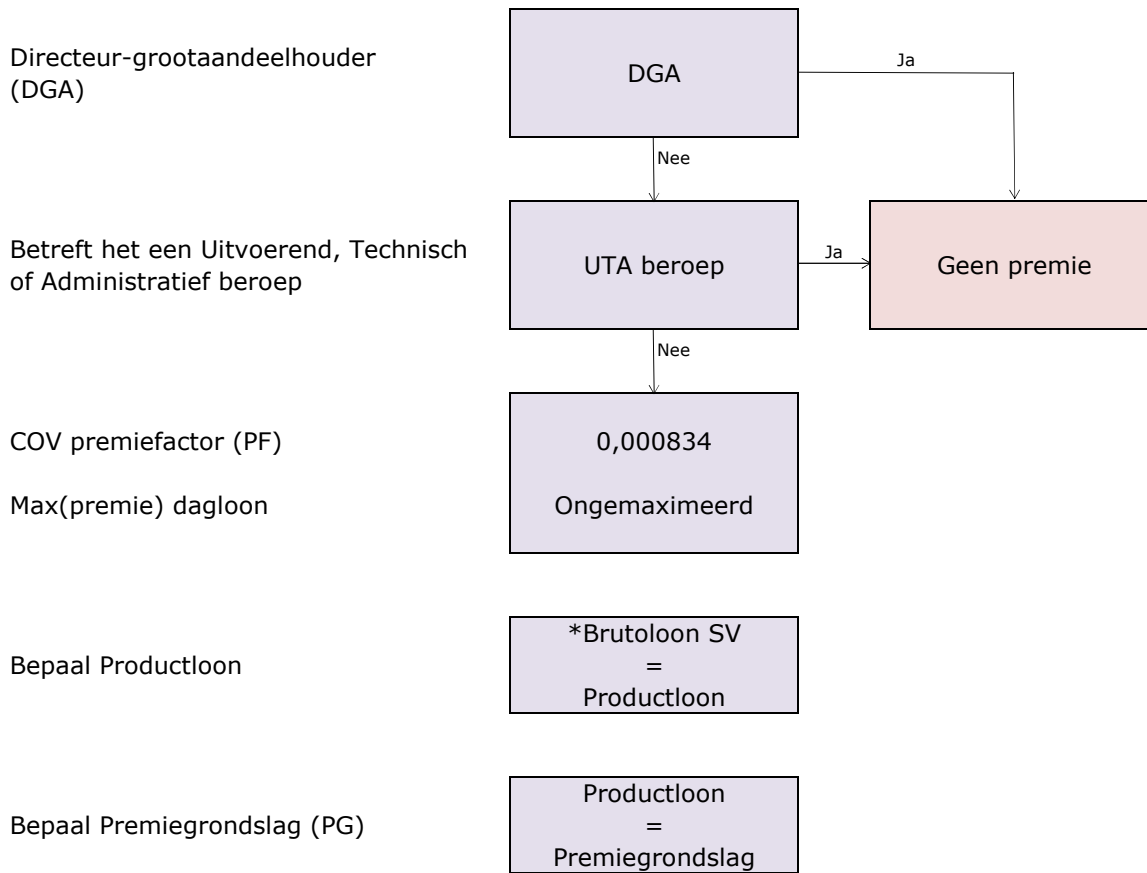 Directeur-grootaandeelhouder
(DGA)
DGA
Ja
Nee
Betreft het een Uitvoerend, Technisch
of Administratief beroep
UTA beroep
Ja
Geen premie
Nee
COV premiefactor (PF)
0,000834
Max(premie) dagloon
Ongemaximeerd
Bepaal Productloon
*Brutoloon SV
=
Productloon
Bepaal Premiegrondslag (PG)
Productloon
=
Premiegrondslag